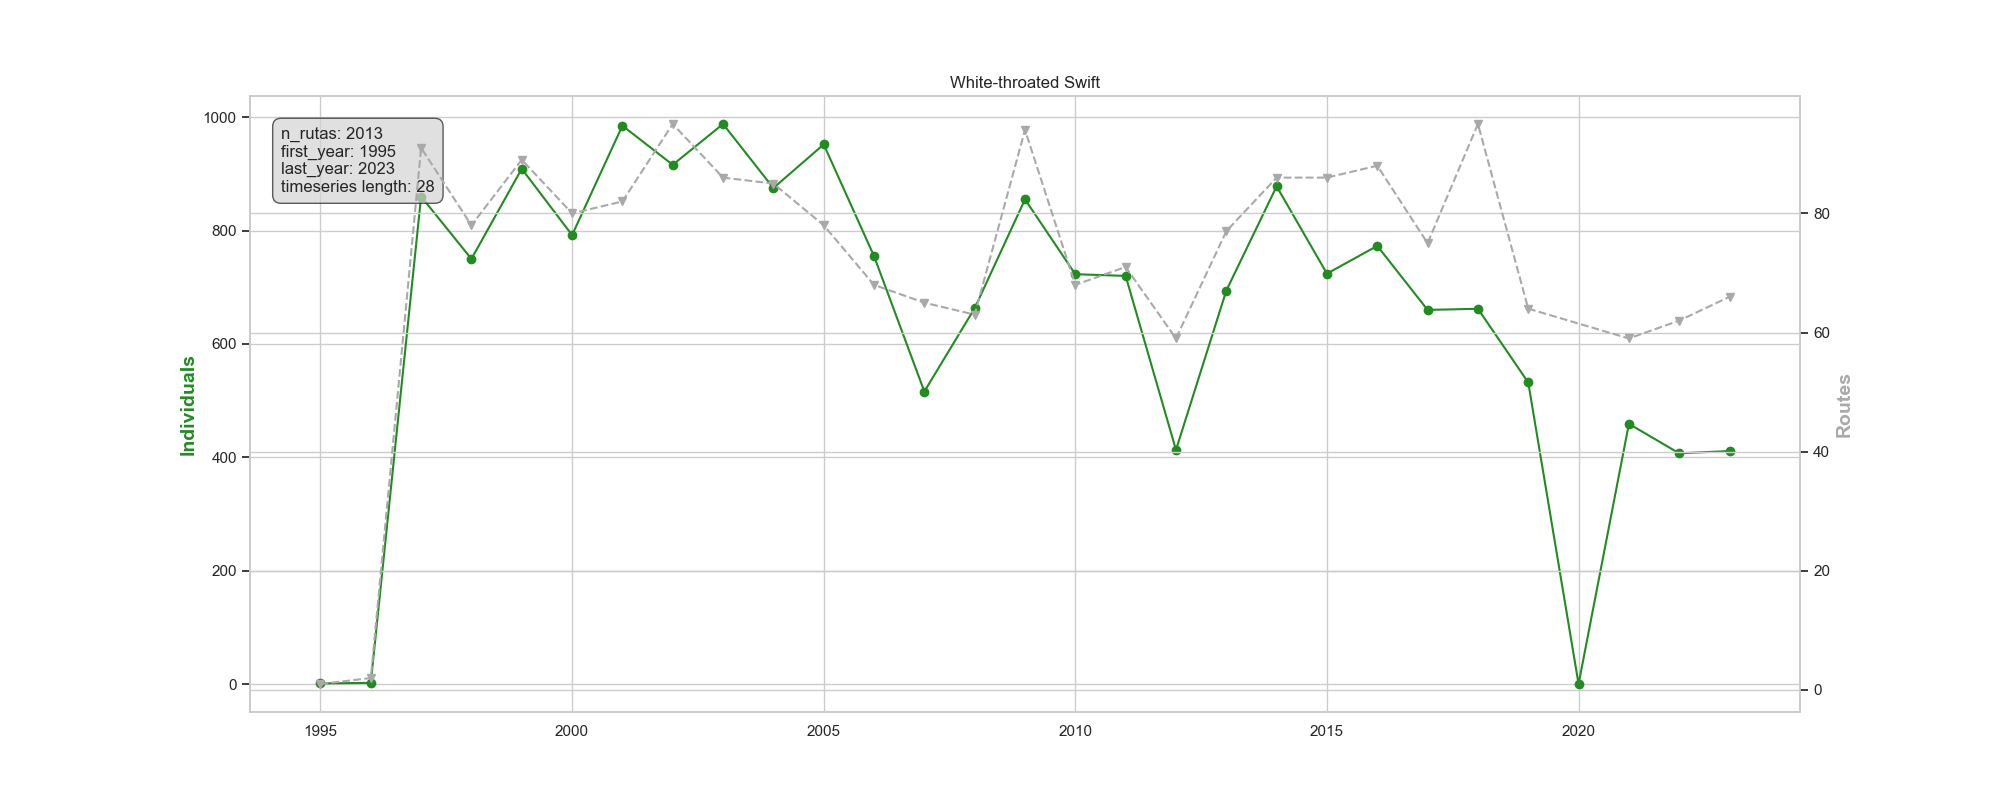 White-throated Swift
n_rutas: 2013
first_year: 1995
last_year: 2023
timeseries length: 28
1000
800
600
400
200
0
Individuals
80
60
40
20
0
Routes
1995 2000 2005 2010 2015 2020